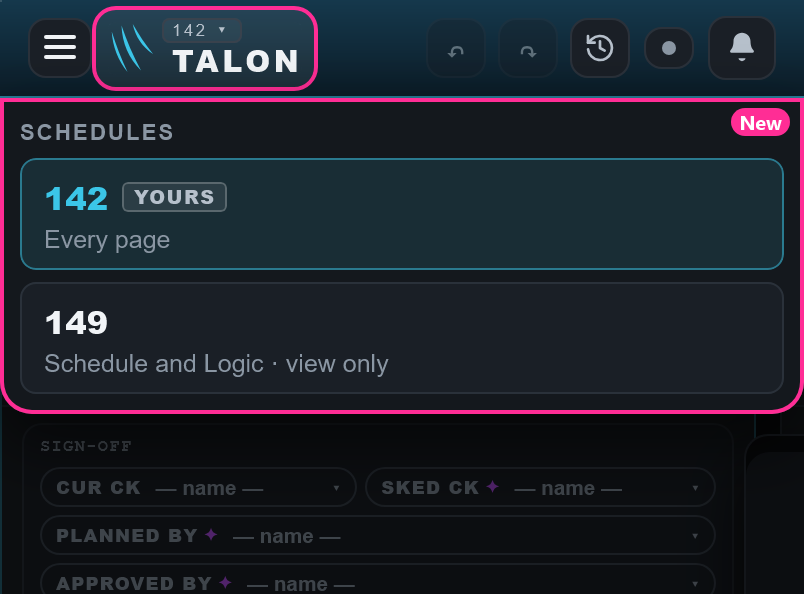 142 ▾
TALON
SCHEDULES
New
142 YOURS
Every page
149
Schedule and Logic · view only
SIGN-OFF
CUR CK — name — ▾
SKED CK ✦ — name — ▾
PLANNED BY ✦ — name — ▾
APPROVED BY ✦ — name — ▾